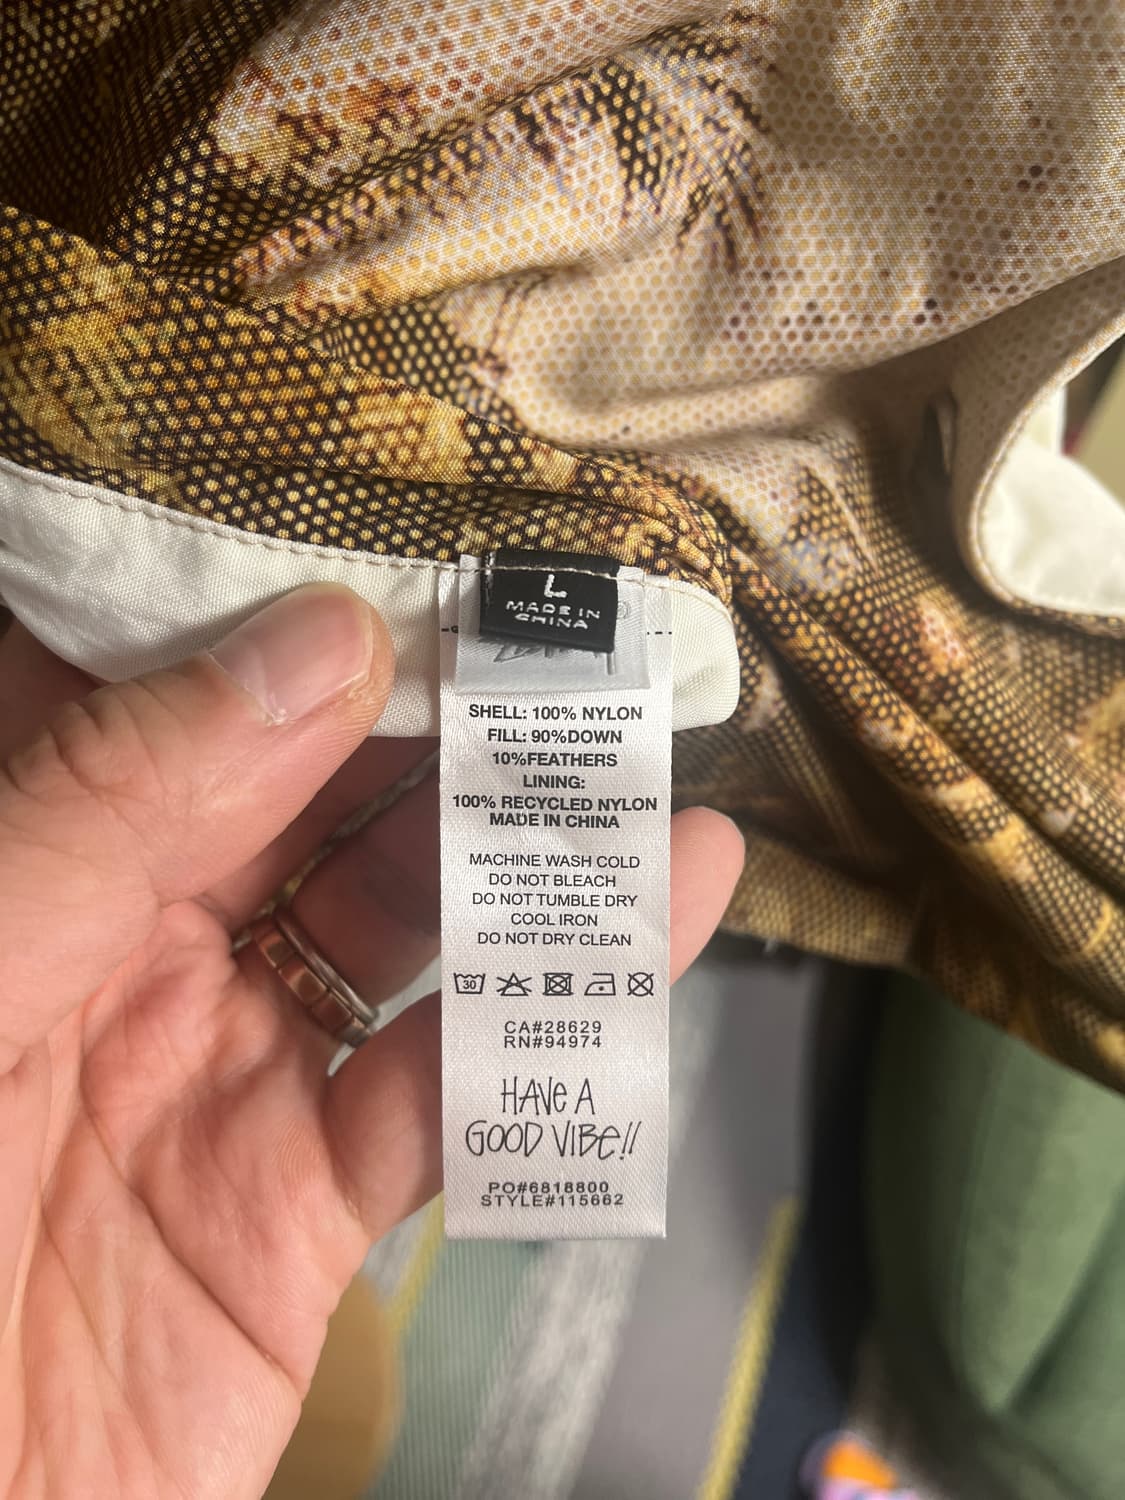 L
MADE IN
CHINA
®
SHELL: 100% NYLON
FILL: 90%DOWN
10%FEATHERS
LINING:
100% RECYCLED NYLON
MADE IN CHINA
MACHINE WASH COLD
DO NOT BLEACH
DO NOT TUMBLE DRY
COOL IRON
DO NOT DRY CLEAN
30
CA#28629
RN#94974
HAVE A
GOOD VIBE!!
PO#6818800
STYLE#115662